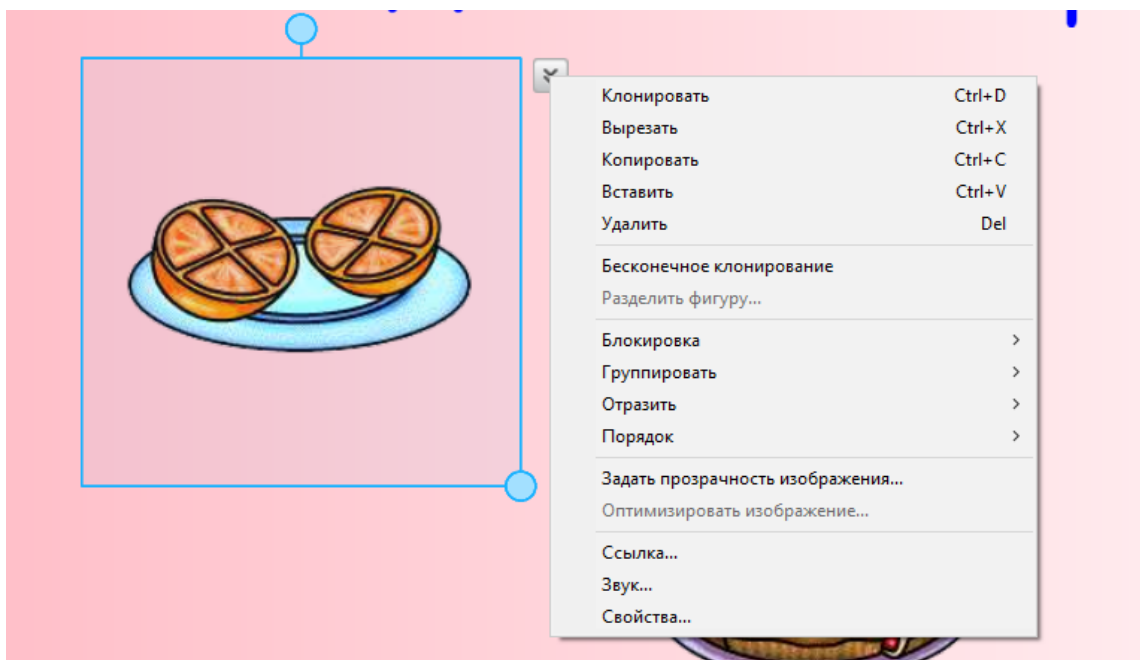 Клонировать Ctrl+D
Вырезать Ctrl+X
Копировать Ctrl+C
Вставить Ctrl+V
Удалить Del
Бесконечное клонирование
Разделить фигуру...
Блокировка
Группировать
Отразить
Порядок
Задать прозрачность изображения...
Оптимизировать изображение...
Ссылка...
Звук...
Свойства...